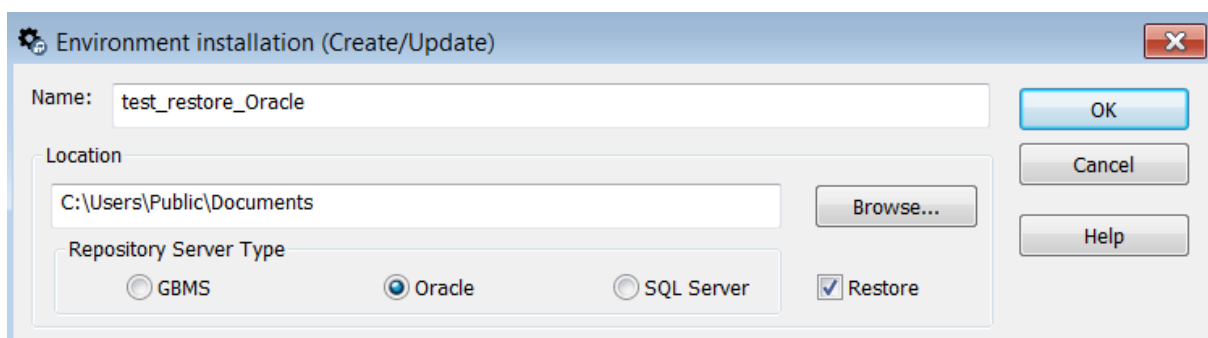 Environment installation (Create/Update)
Name: test_restore_Oracle
OK
Location
Cancel
C:\Users\Public\Documents Browse...
Repository Server Type
Help
GBMS Oracle SQL Server Restore